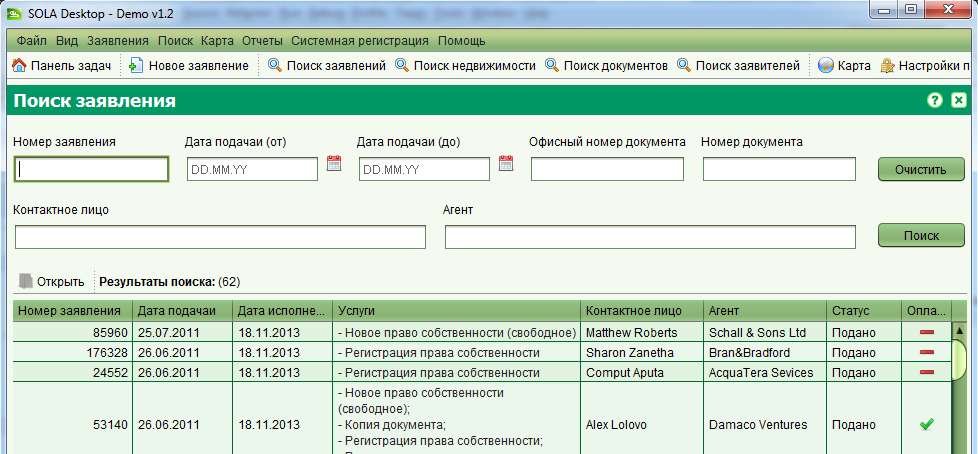 SOLA Desktop - Demo v1.2
Файл Вид Заявления Поиск Карта Отчеты Системная регистрация Помощь
Панель задач Новое заявление Поиск заявлений Поиск недвижимости Поиск документов Поиск заявителей Карта Настройки п
Поиск заявления
Номер заявления Дата подачаи (от) Дата подачаи (до) Офисный номер документа Номер документа
DD.MM.YY DD.MM.YY Очистить
Контактное лицо Агент
Поиск
Открыть Результаты поиска: (62)
Номер заявления Дата подачаи Дата исполне... Услуги Контактное лицо Агент Статус Опла...
85960 25.07.2011 18.11.2013 - Новое право собственности (свободное) Matthew Roberts Schall & Sons Ltd Подано
176328 26.06.2011 18.11.2013 - Регистрация права собственности Sharon Zanetha Bran&Bradford Подано
24552 26.06.2011 18.11.2013 - Регистрация права собственности Comput Aputa AcquaTera Sevices Подано
- Новое право собственности
(свободное);
53140 26.06.2011 18.11.2013 - Копия документа; Alex Lolovo Damaco Ventures Подано
- Регистрация права собственности;